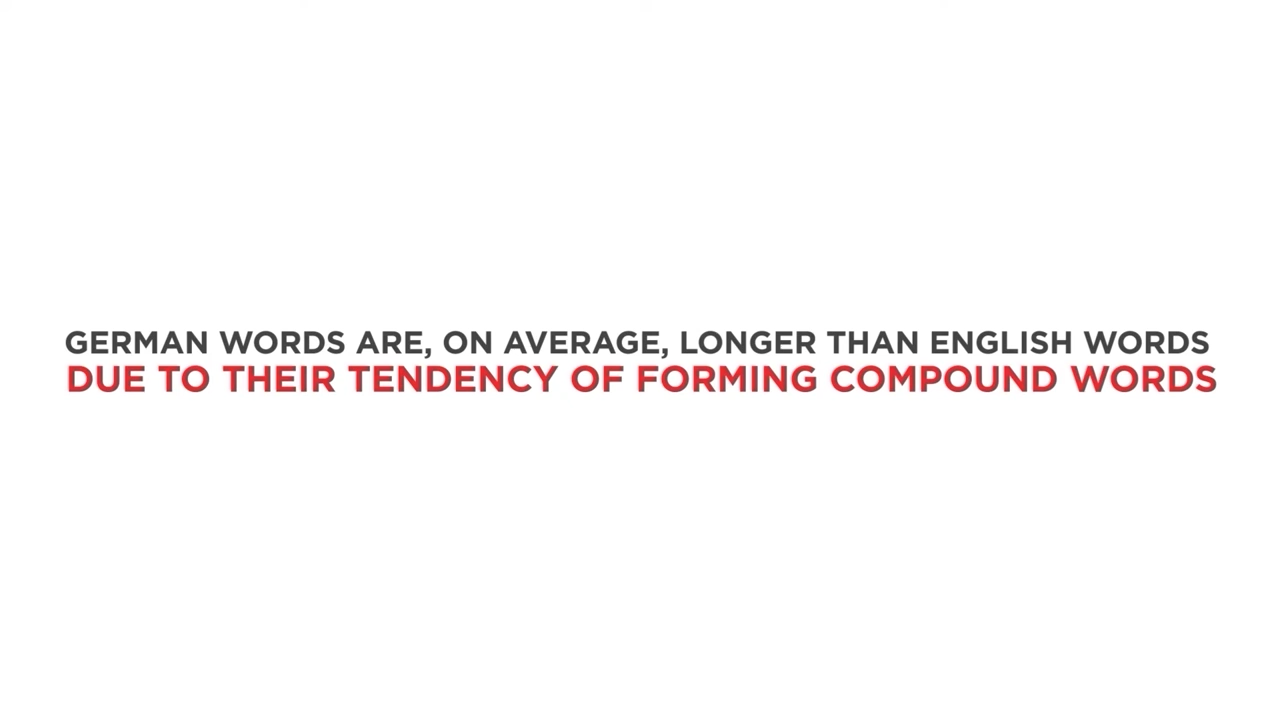 GERMAN WORDS ARE, ON AVERAGE, LONGER THAN ENGLISH WORDS
DUE TO THEIR TENDENCY OF FORMING COMPOUND WORDS